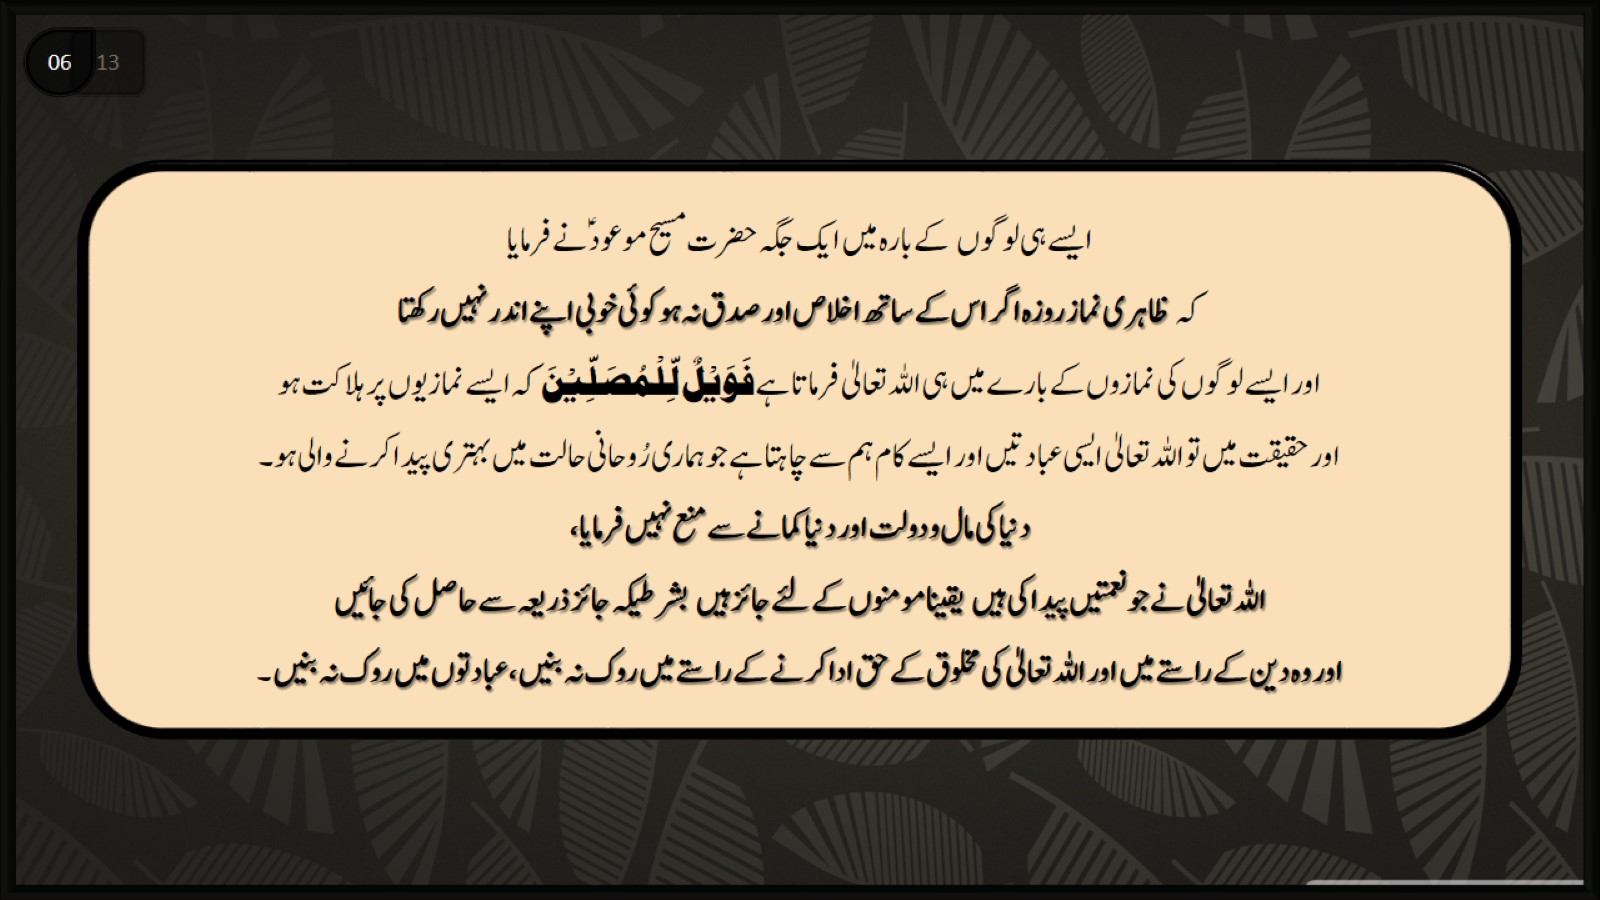 06 13
ایسے ہی لوگوں کے بارہ میں ایک جگہ حضرت مسیح موعودؑ نے فرمایا
کہ ظاہری نماز روزہ اگر اس کے ساتھ اخلاص اور صدق نہ ہو کوئی خوبی اپنے اندر نہیں رکھتا
اور ایسے لوگوں کی نمازوں کے بارے میں ہی اللہ تعالیٰ فرماتا ہے فَوَيْلٌ لِّلْمُصَلِّيْنَ کہ ایسے نمازیوں پر ہلاکت ہو
اور حقیقت میں تو اللہ تعالیٰ ایسی عبادتیں اور ایسے کام ہم سے چاہتا ہے جو ہماری رُوحانی حالت میں بہتری پیدا کرنے والی ہو۔
دنیا کی مال و دولت اور دنیا کمانے سے منع نہیں فرمایا،
اللہ تعالیٰ نے جو نعمتیں پیدا کی ہیں یقینا مومنوں کے لئے جائز ہیں بشرطیکہ جائز ذریعہ سے حاصل کی جائیں
اور وہ دین کے راستے میں اور اللہ تعالیٰ کی مخلوق کے حق ادا کرنے کے راستے میں روک نہ بنیں، عبادتوں میں روک نہ بنیں۔